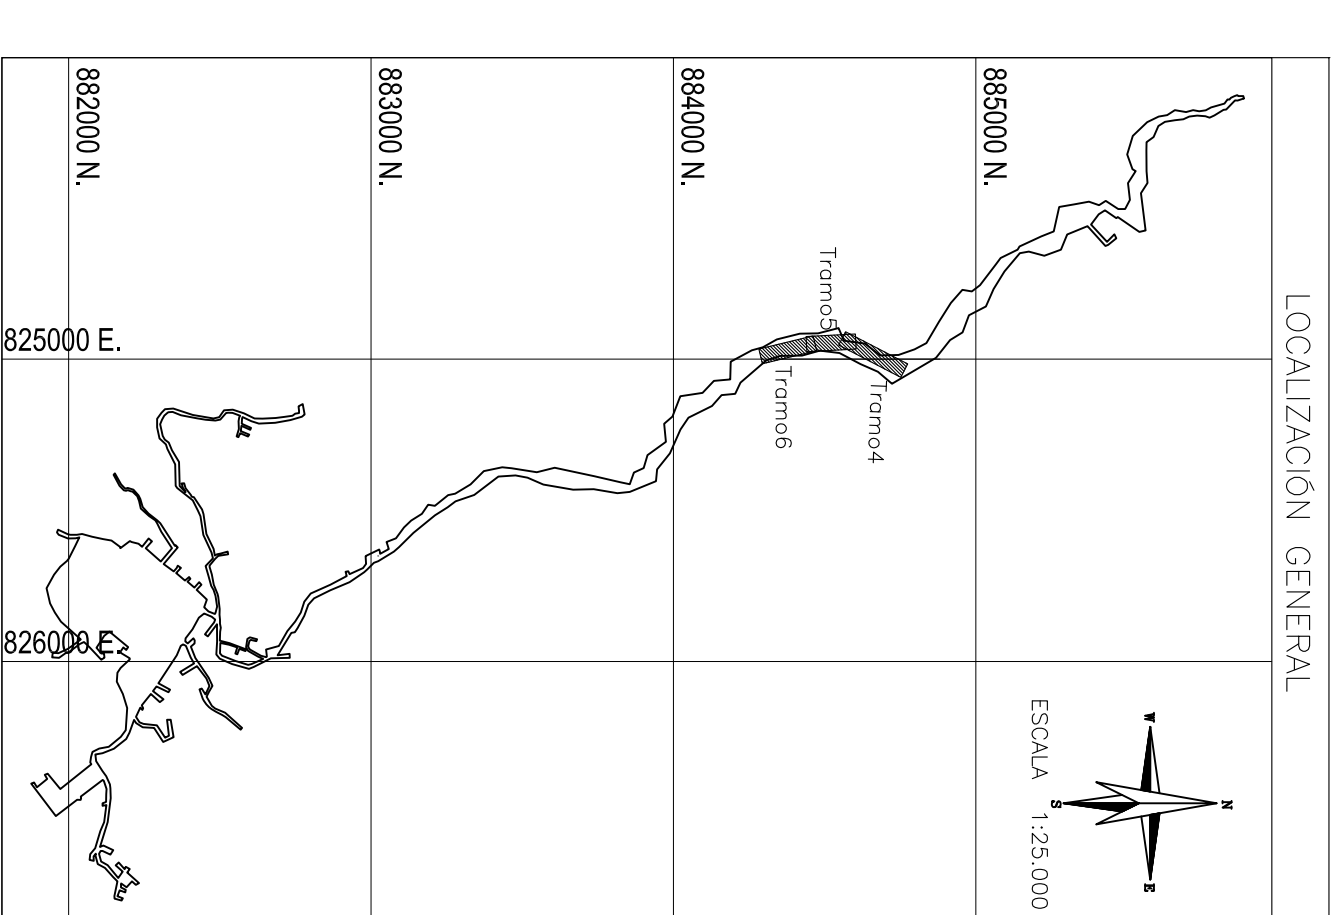 LOCALIZACIÓN GENERAL
885000 N.
884000 N.
883000 N.
882000 N.
825000 E.
826000 E.
Tramo4
Tramo5
Tramo6
N
W
E
S
ESCALA 1:25.000